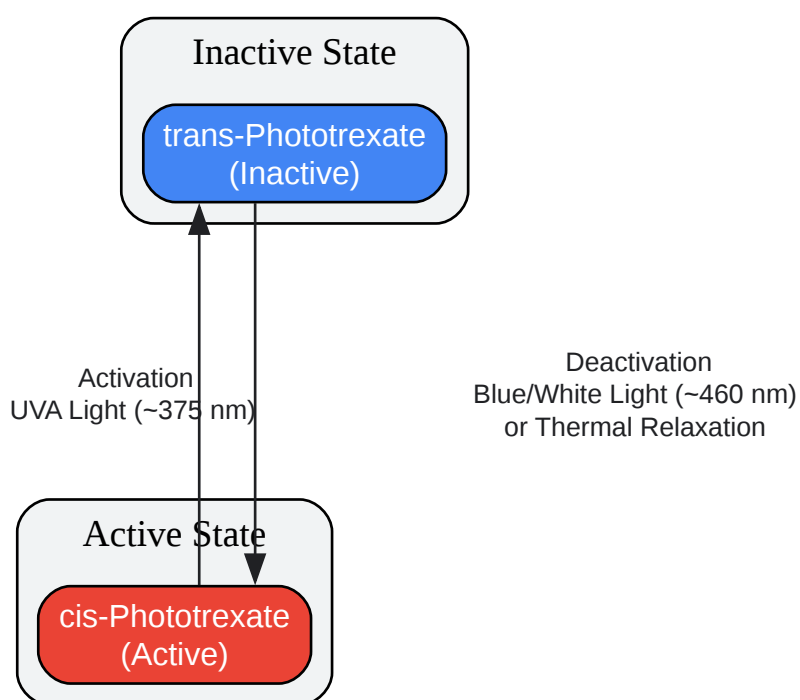 Inactive State
trans-Phototrexate
(Inactive)
Activation
UVA Light (~375 nm)
Deactivation
Blue/White Light (~460 nm)
or Thermal Relaxation
Active State
cis-Phototrexate
(Active)